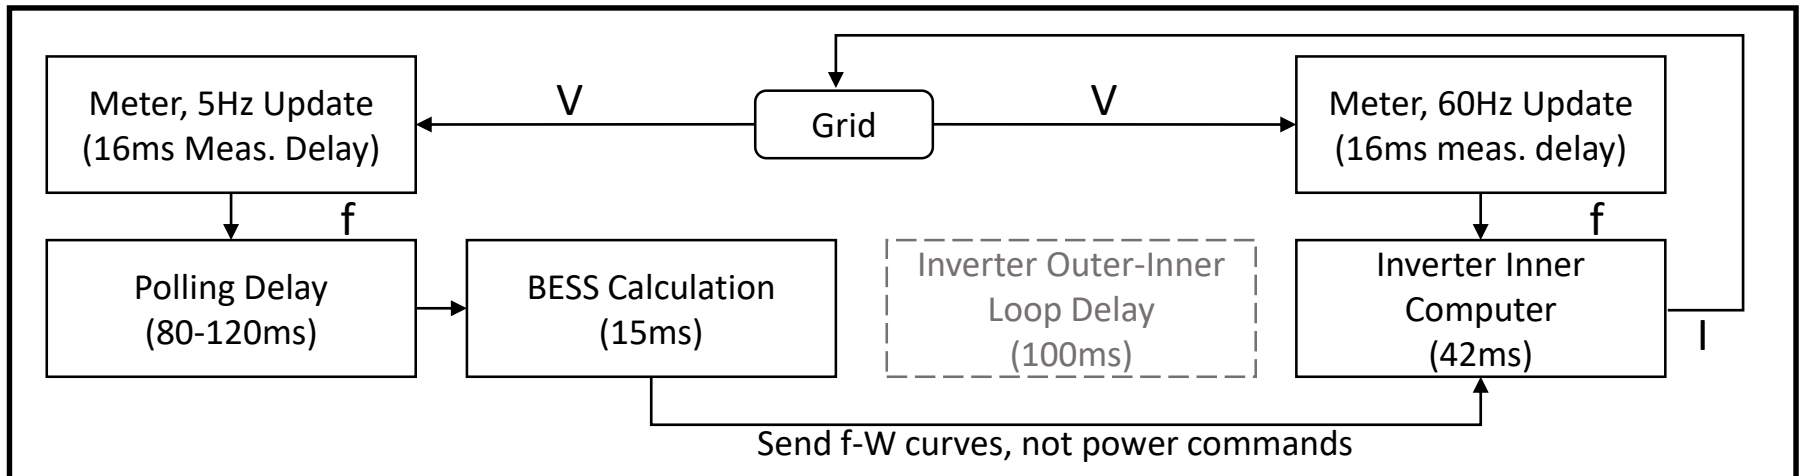 Meter, 5Hz Update
(16ms Meas. Delay)
V
Grid
V
Meter, 60Hz Update
(16ms meas. delay)
f
f
Polling Delay
(80-120ms)
BESS Calculation
(15ms)
Inverter Outer-Inner
Loop Delay
(100ms)
Inverter Inner
Computer
(42ms)
I
Send f-W curves, not power commands